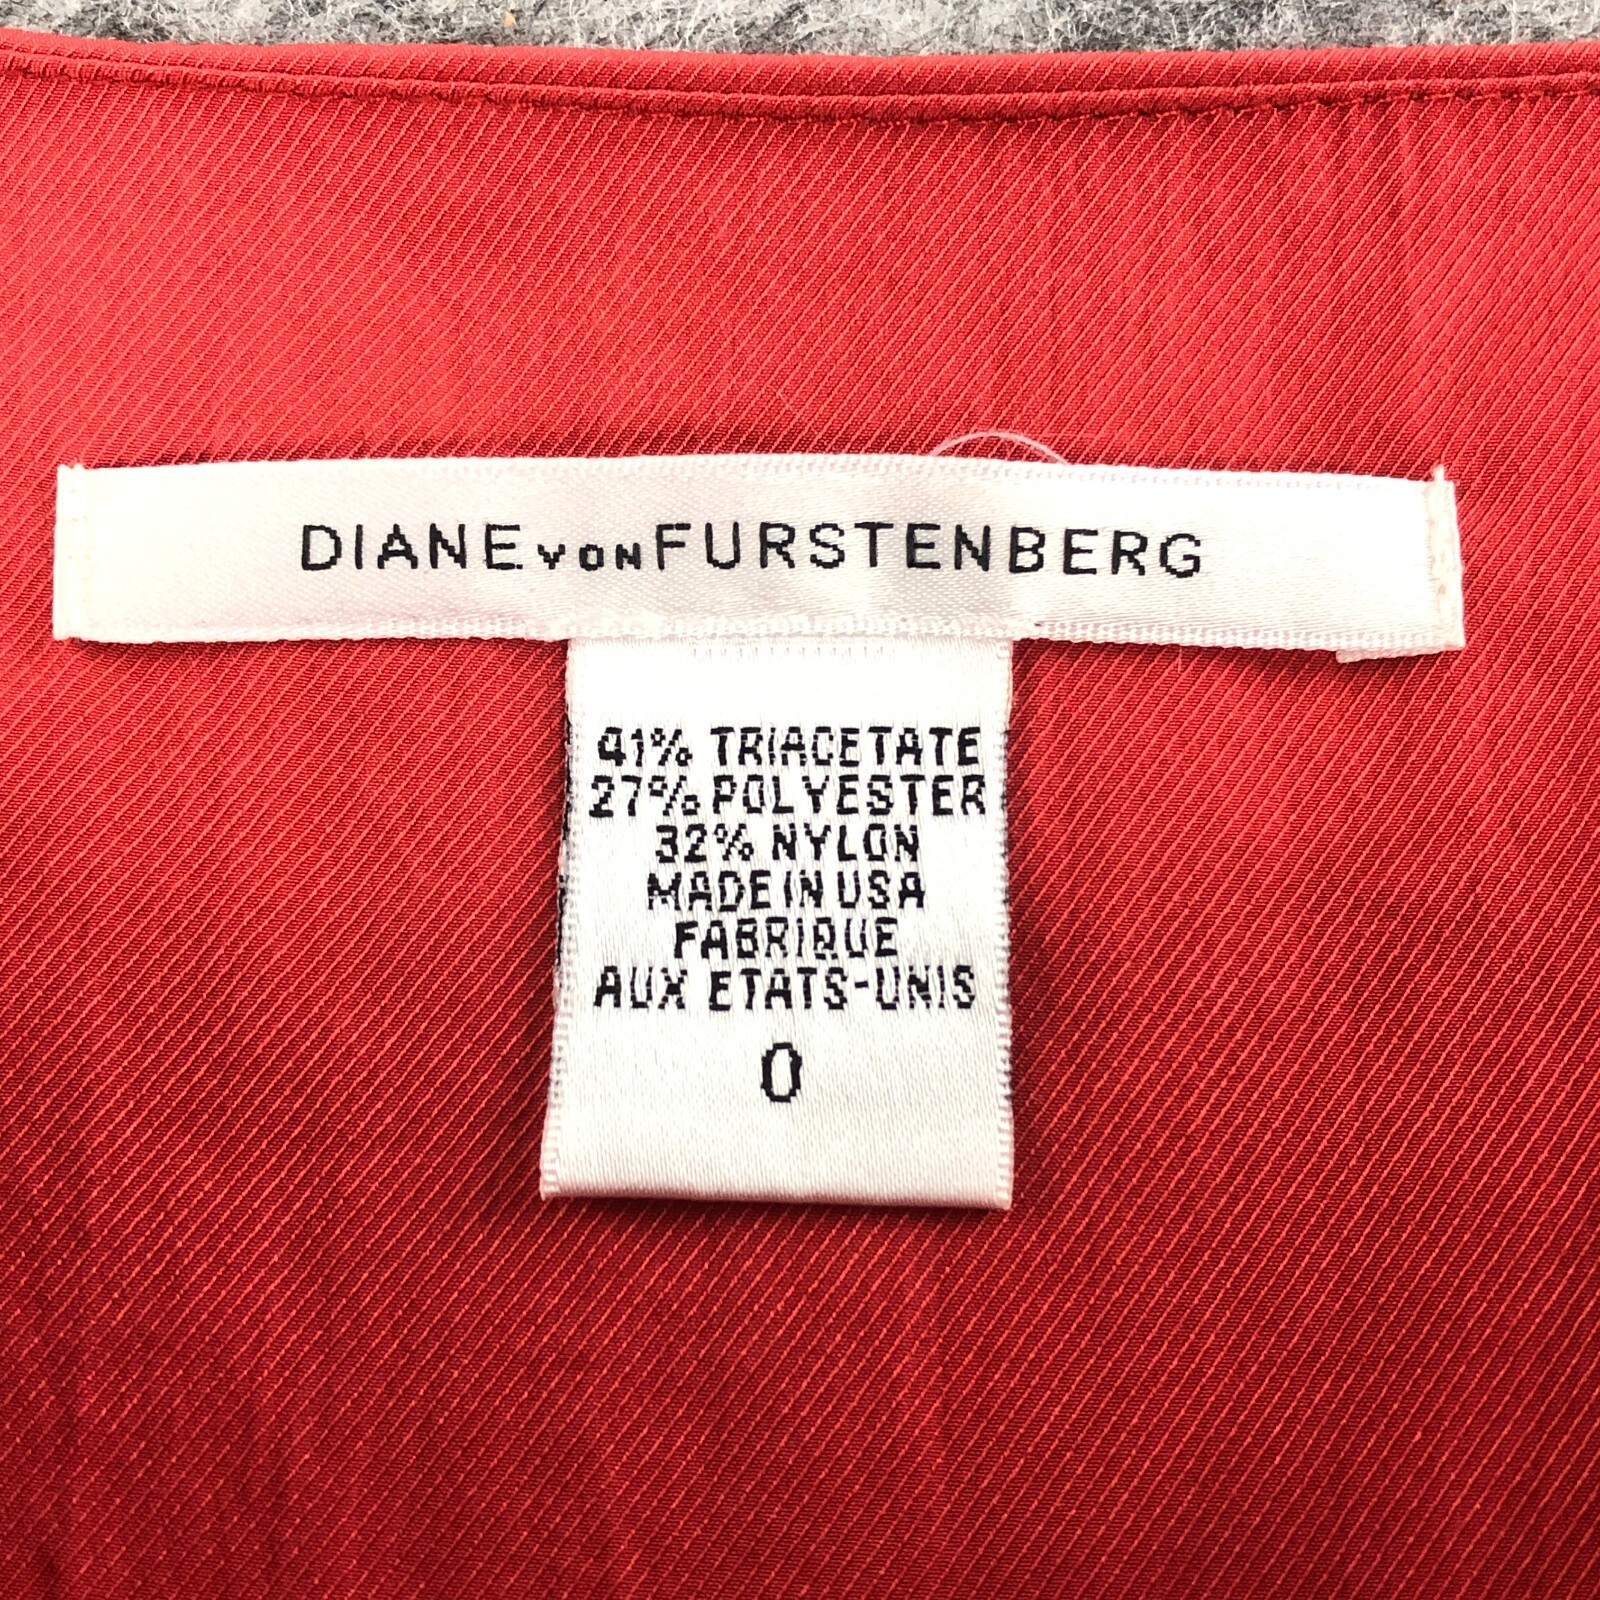 DIANE VON FURSTENBERG
41% TRIACETATE
27% POLYESTER
32% NYLON
MADE IN USA
FABRIQUE
AUX ETATS-UNIS
0